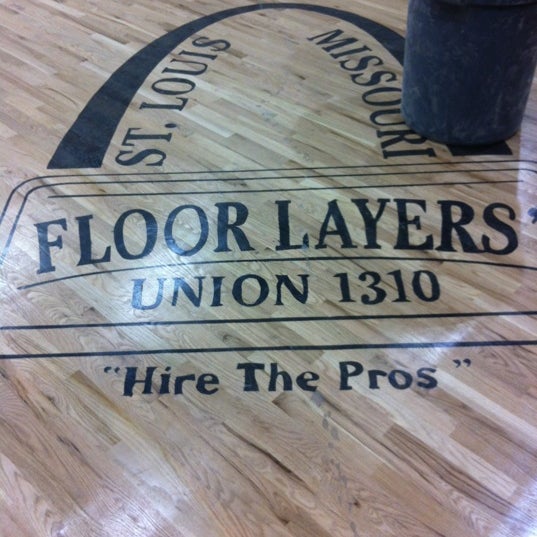 ST. LOUIS MISSOURI
FLOOR LAYERS'
UNION 1310
"Hire The Pros"